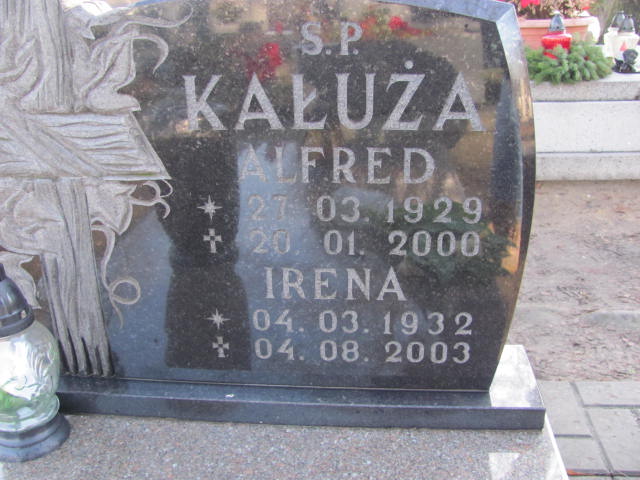 S.P.
KAŁUŻA
ALFRED
27 03. 1929
20 01. 2000
IRENA
04. 03. 1932
04. 08. 2003